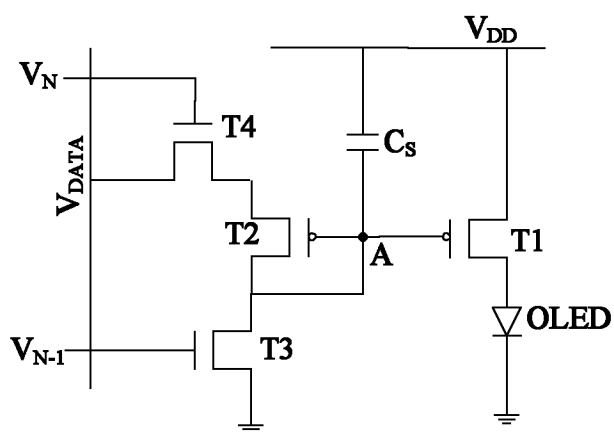 V_DD
V_N
T4
C_S
V_DATA
T2
A
T1
OLED
V_N-1
T3